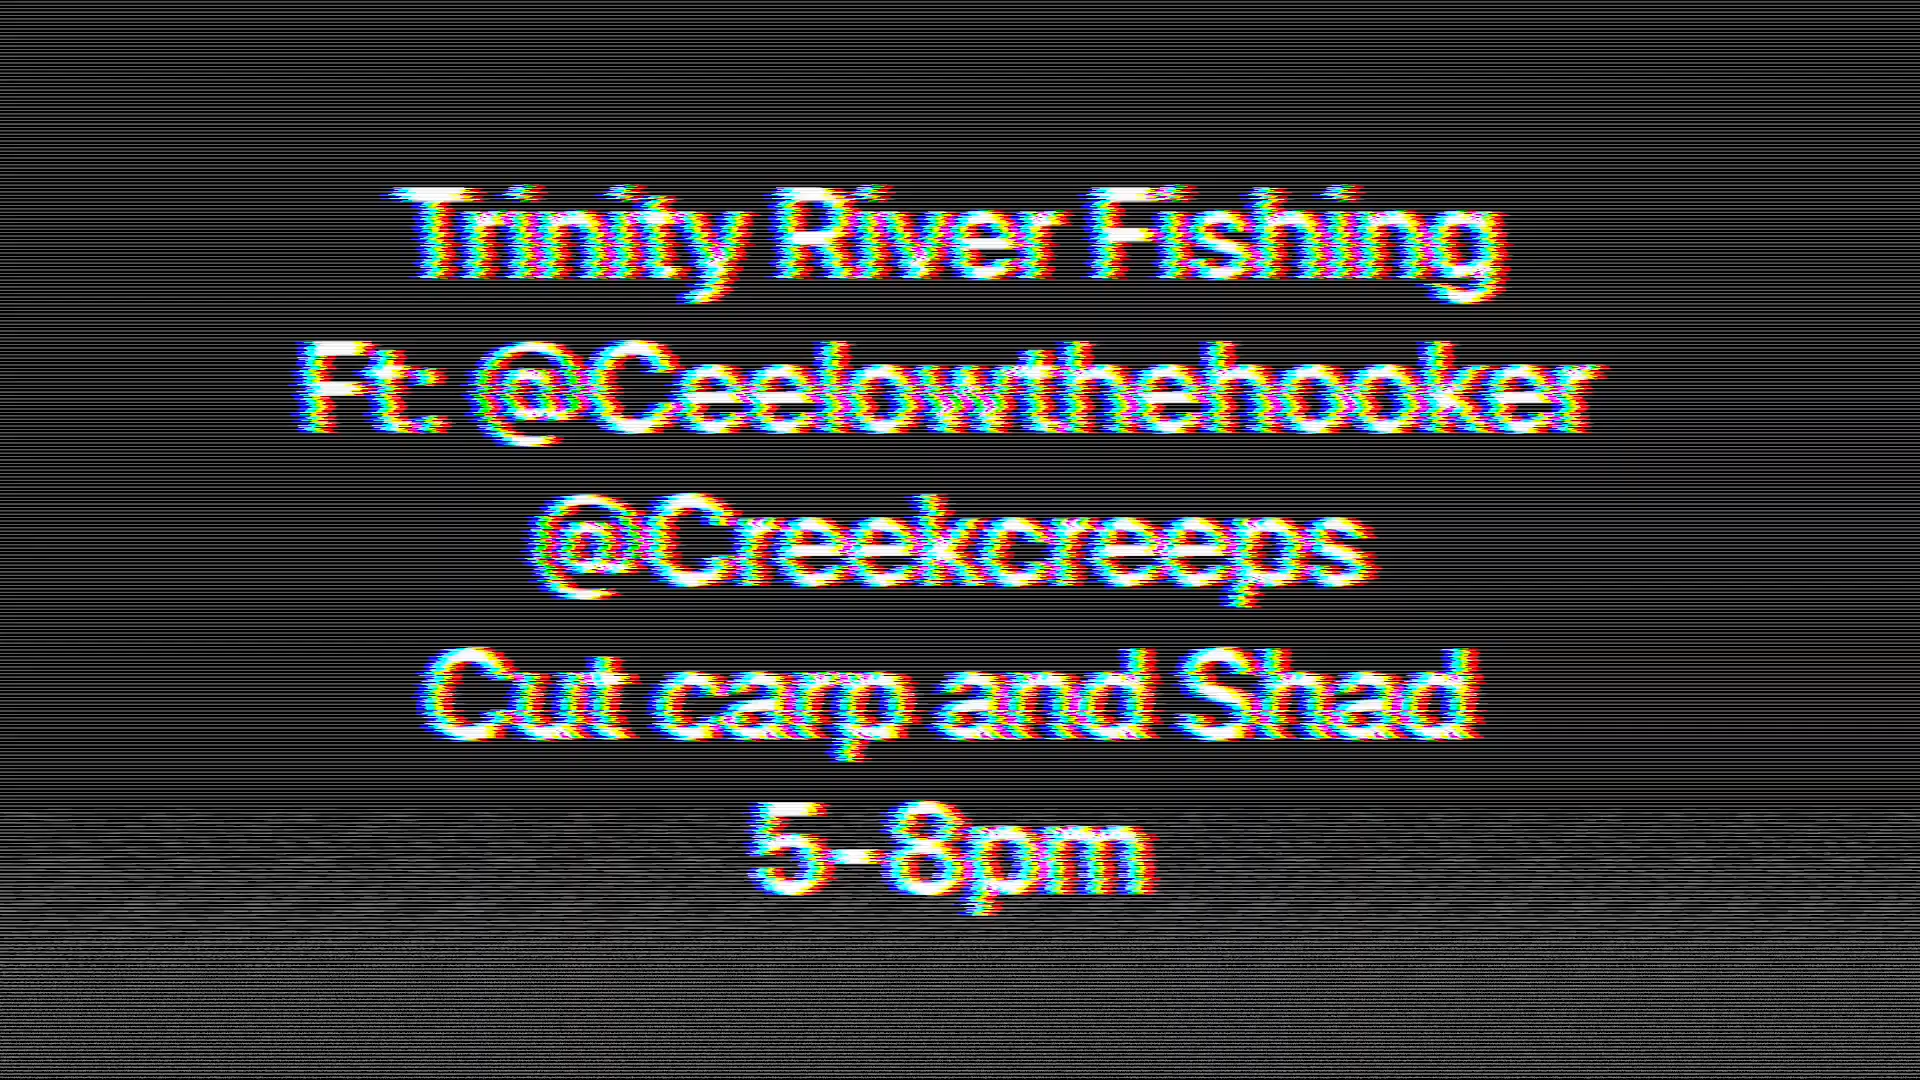 Trinity River Fishing
Ft: @Ceelowthehooker
@Creekcreeps
Cut carp and Shad
5-8pm